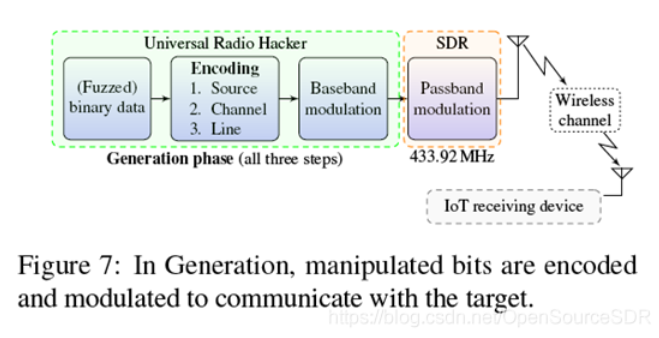 Universal Radio Hacker
SDR
(Fuzzed)
binary data
Encoding
1. Source
2. Channel
3. Line
Baseband
modulation
Passband
modulation
Wireless
channel
Generation phase (all three steps)
433.92 MHz
IoT receiving device
Figure 7: In Generation, manipulated bits are encoded
and modulated to communicate with the target.
https://blog.csdn.net/OpenSourceSDR